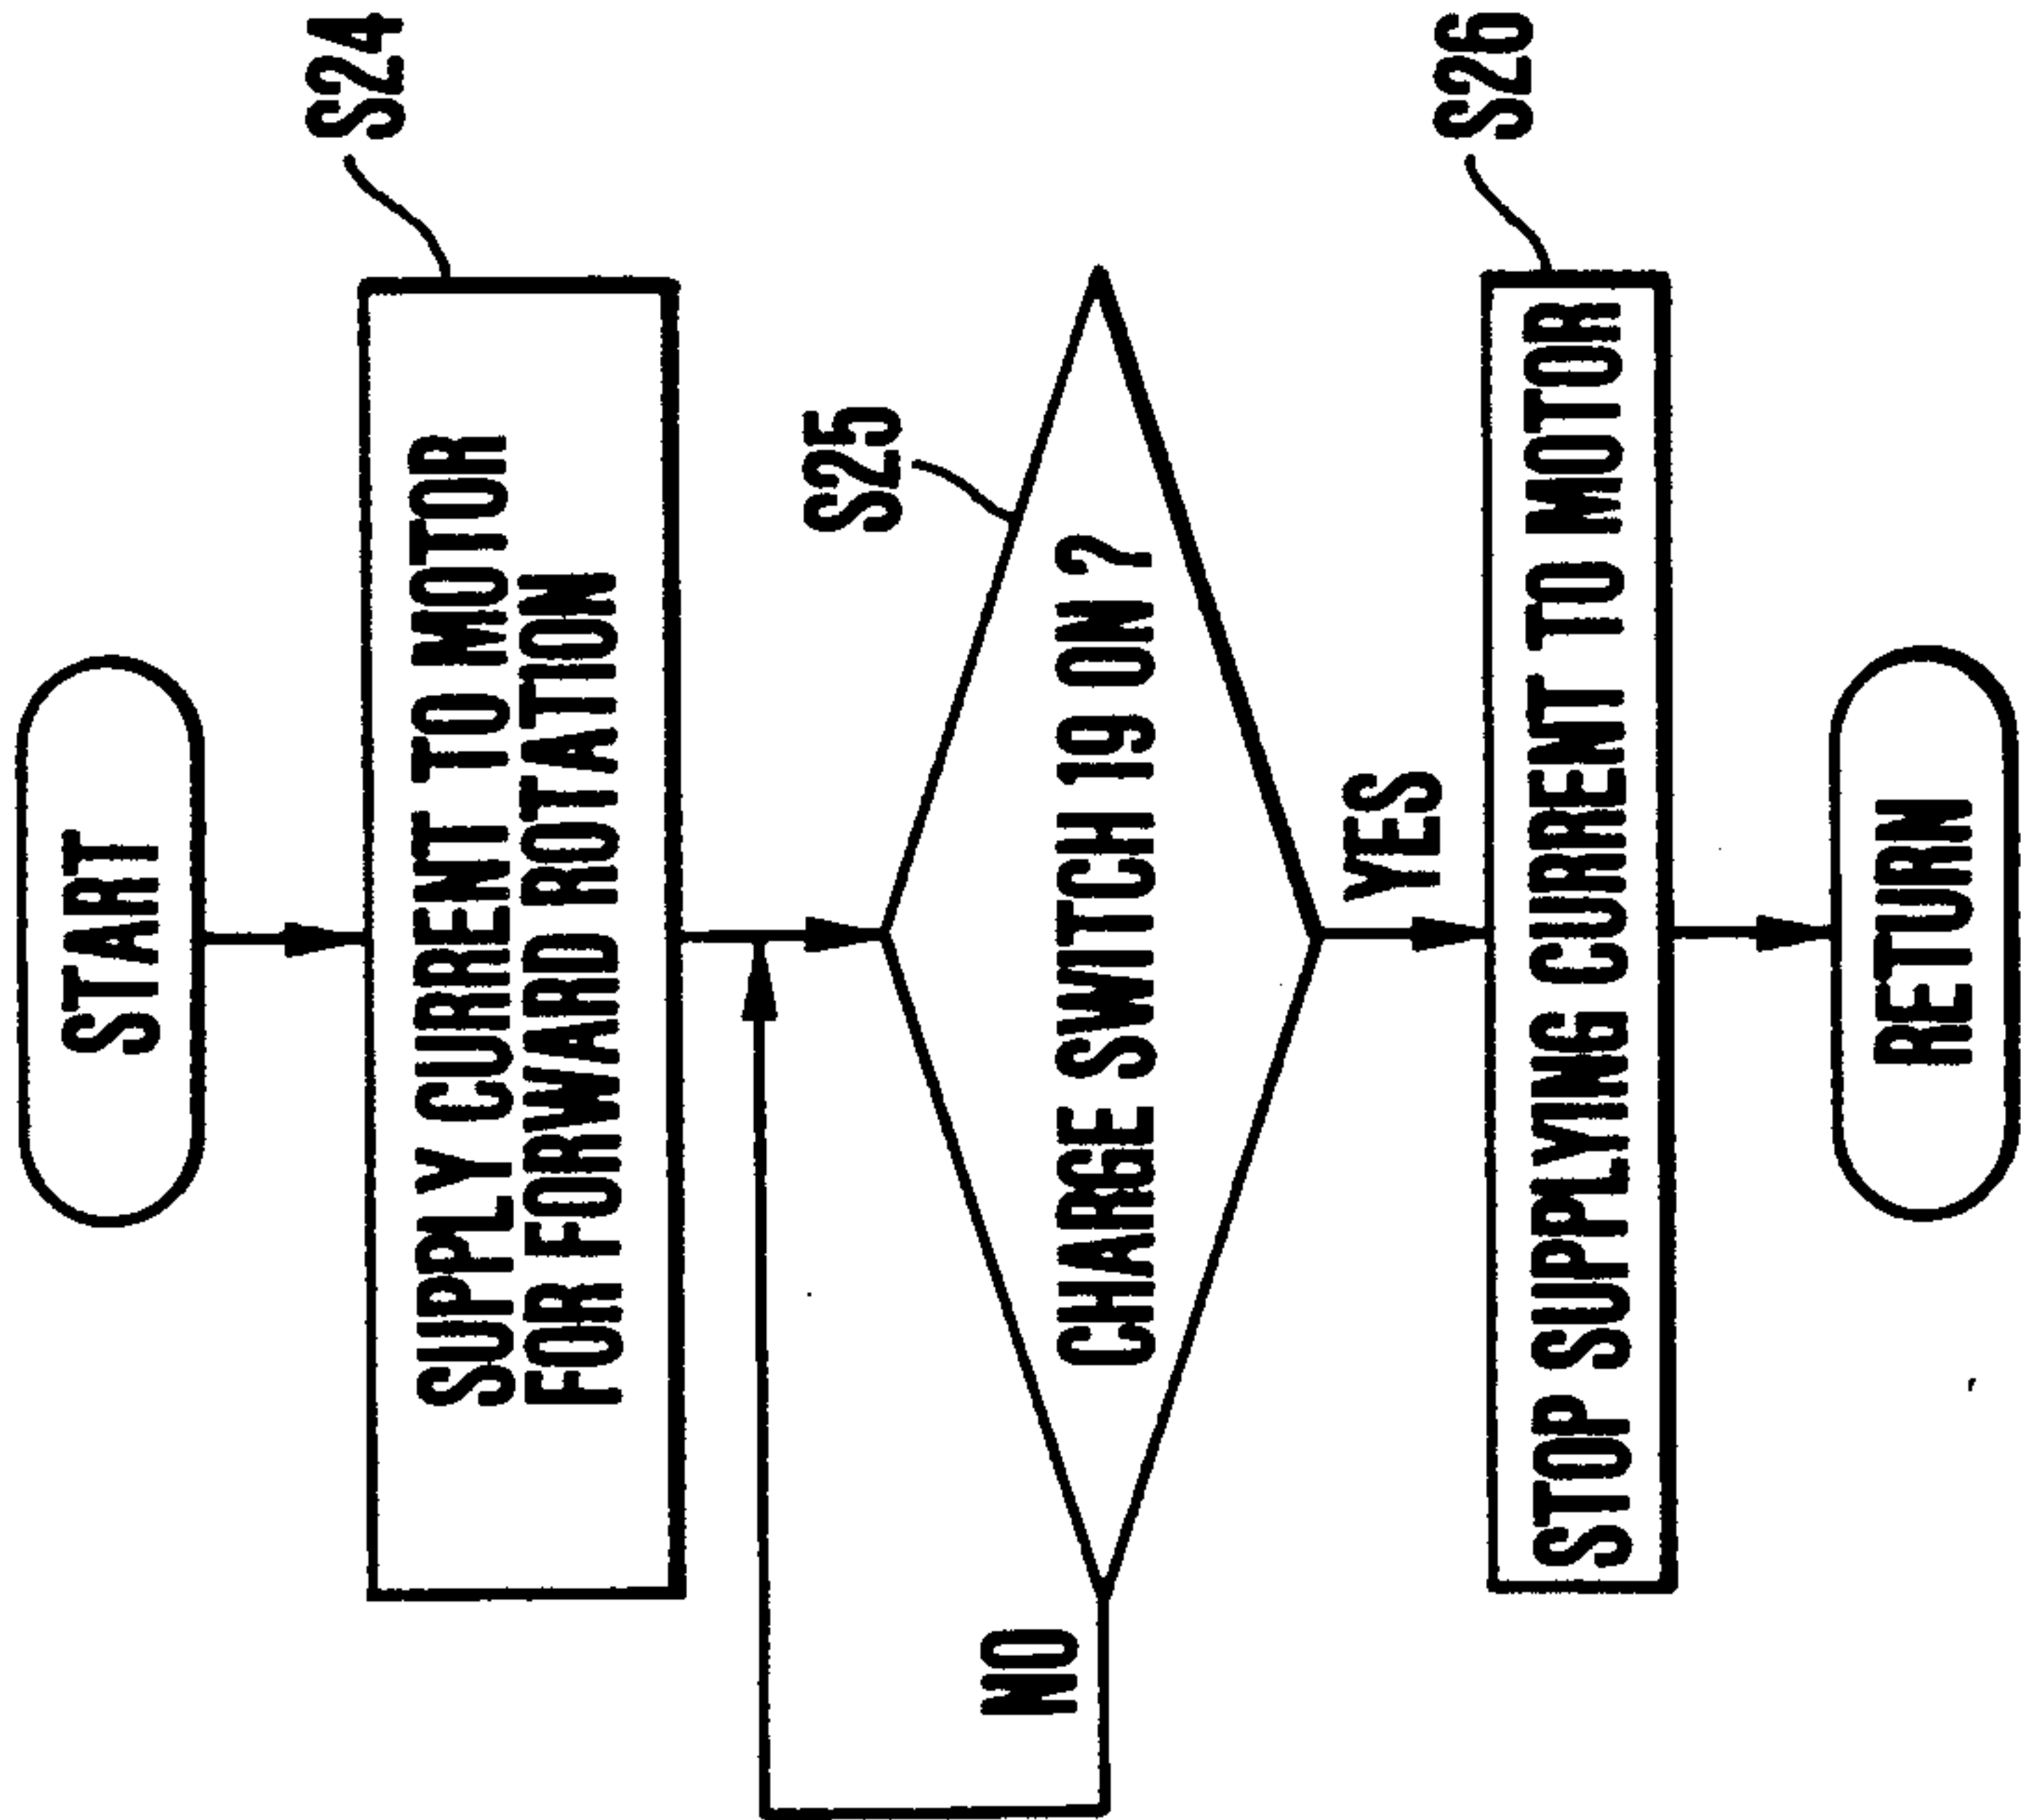 START
S24
SUPPLY CURRENT TO MOTOR
FOR FORWARD ROTATION
S25
CHARGE SWITCH 19 ON ?
NO
YES
S26
STOP SUPPLYING CURRENT TO MOTOR
RETURN